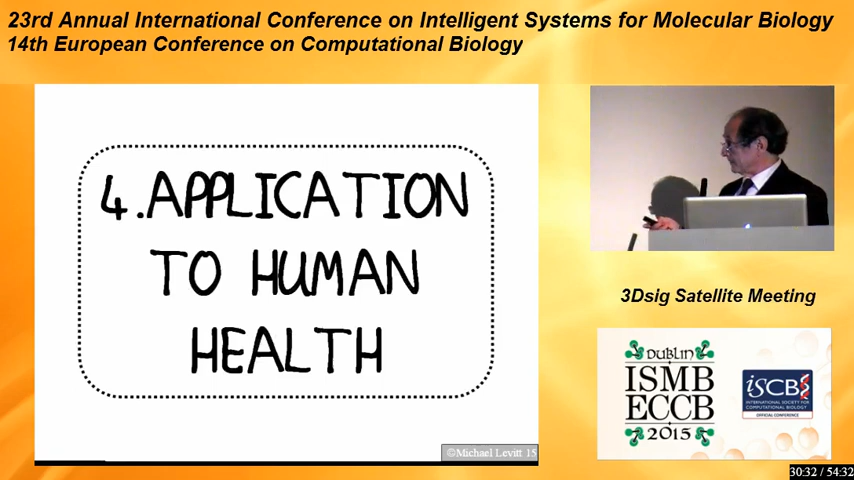 23rd Annual International Conference on Intelligent Systems for Molecular Biology
14th European Conference on Computational Biology
4.APPLICATION
TO HUMAN
HEALTH
©Michael Levitt 15
3Dsig Satellite Meeting
DUBLIN
ISMB
ECCB
2015
iSCB
INTERNATIONAL SOCIETY FOR
COMPUTATIONAL BIOLOGY
OFFICIAL CONFERENCE
30:32 / 54:32